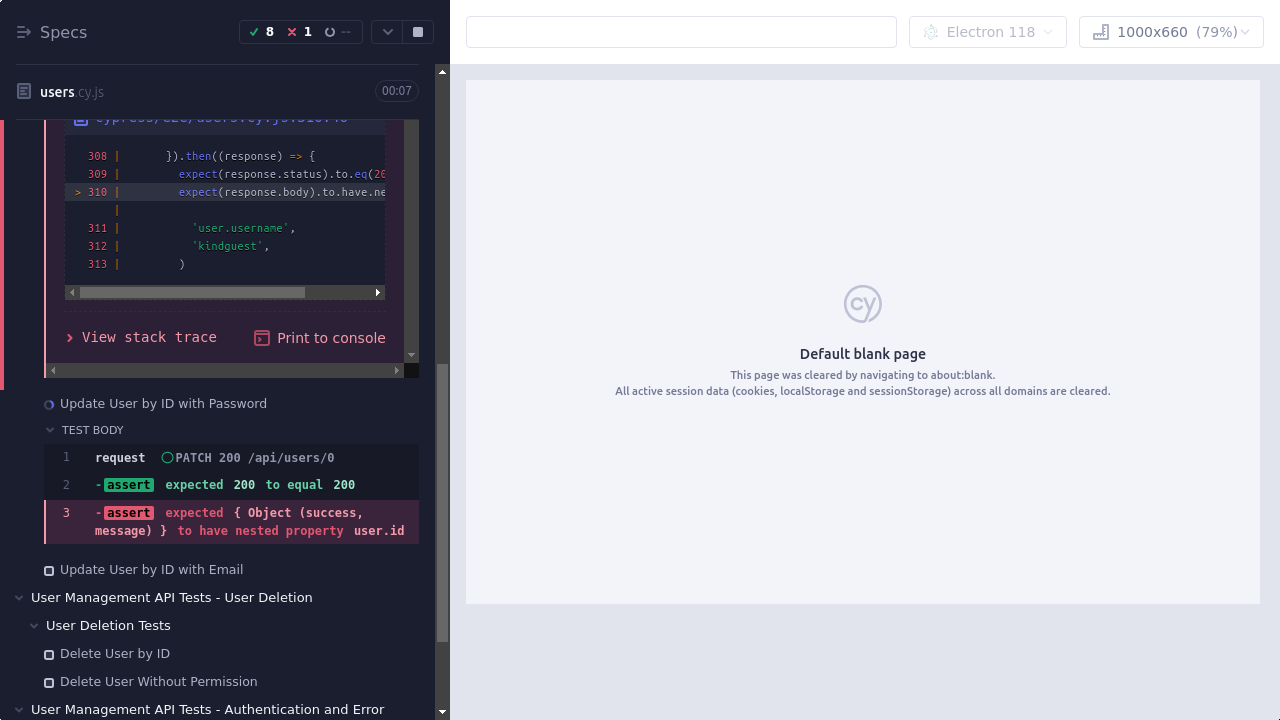 Specs
8
1
--
Electron 118
1000x660 (79%)
users.cy.js
00:07
308 | }).then((response) => {
309 | expect(response.status).to.eq(20
> 310 | expect(response.body).to.have.ne
|
311 | 'user.username',
312 | 'kindguest',
313 | )
View stack trace
Print to console
Update User by ID with Password
TEST BODY
1 request PATCH 200 /api/users/0
2 -assert expected 200 to equal 200
3 -assert expected { Object (success,
message) } to have nested property user.id
Update User by ID with Email
User Management API Tests - User Deletion
User Deletion Tests
Delete User by ID
Delete User Without Permission
User Management API Tests - Authentication and Error
cy
Default blank page
This page was cleared by navigating to about:blank.
All active session data (cookies, localStorage and sessionStorage) across all domains are cleared.